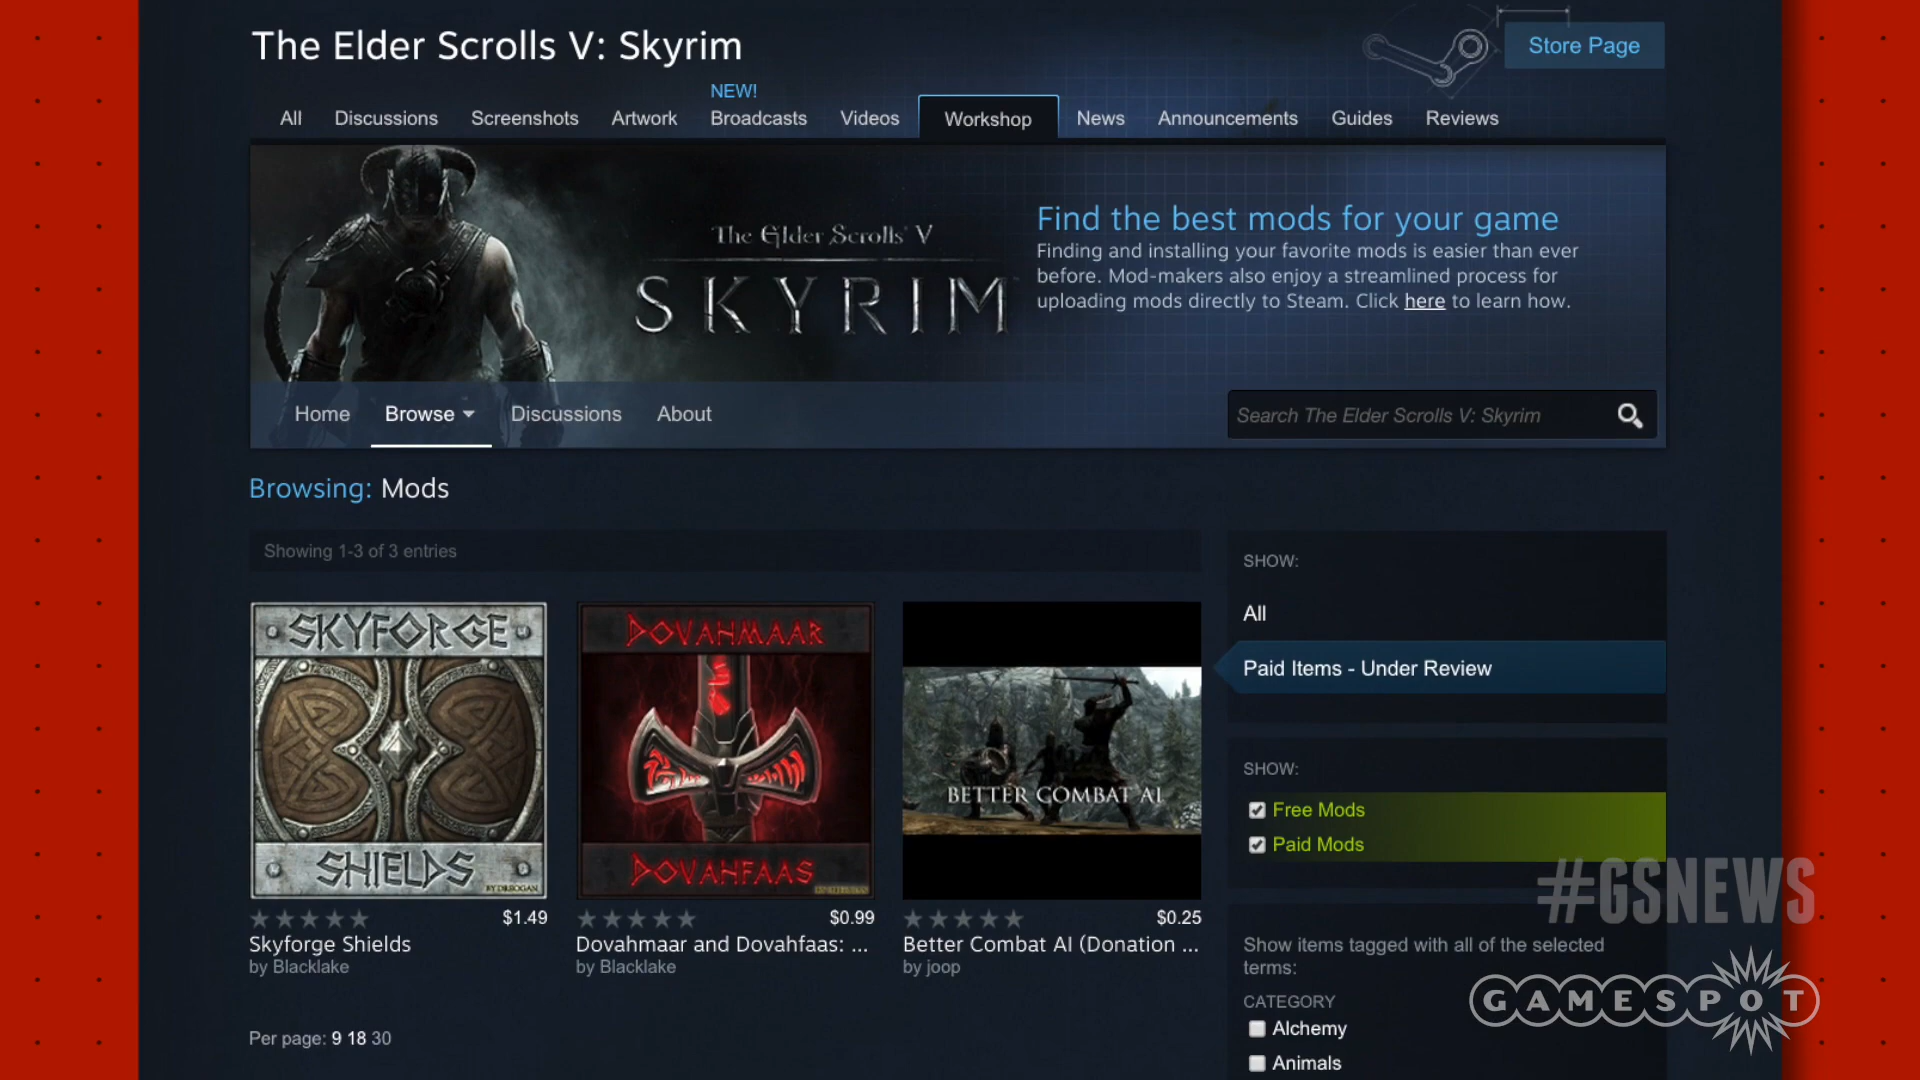 The Elder Scrolls V: Skyrim
Store Page
NEW!
All Discussions Screenshots Artwork Broadcasts Videos Workshop News Announcements Guides Reviews
The Elder Scrolls V
SKYRIM
Find the best mods for your game
Finding and installing your favorite mods is easier than ever
before. Mod-makers also enjoy a streamlined process for
uploading mods directly to Steam. Click here to learn how.
Home Browse Discussions About
Search The Elder Scrolls V: Skyrim
Browsing: Mods
Showing 1-3 of 3 entries
SKYFORGE
SHIELDS
BY DRROGAN
$1.49
Skyforge Shields
by Blacklake
DOVAHMAAR
DOVAHFAAS
$0.99
Dovahmaar and Dovahfaas: ...
by Blacklake
BETTER COMBAT AI
$0.25
Better Combat AI (Donation ...
by joop
Per page: 9 18 30
SHOW:
All
Paid Items - Under Review
SHOW:
Free Mods
Paid Mods
Show items tagged with all of the selected
terms:
CATEGORY
Alchemy
Animals
#GSNEWS
GAMESPOT